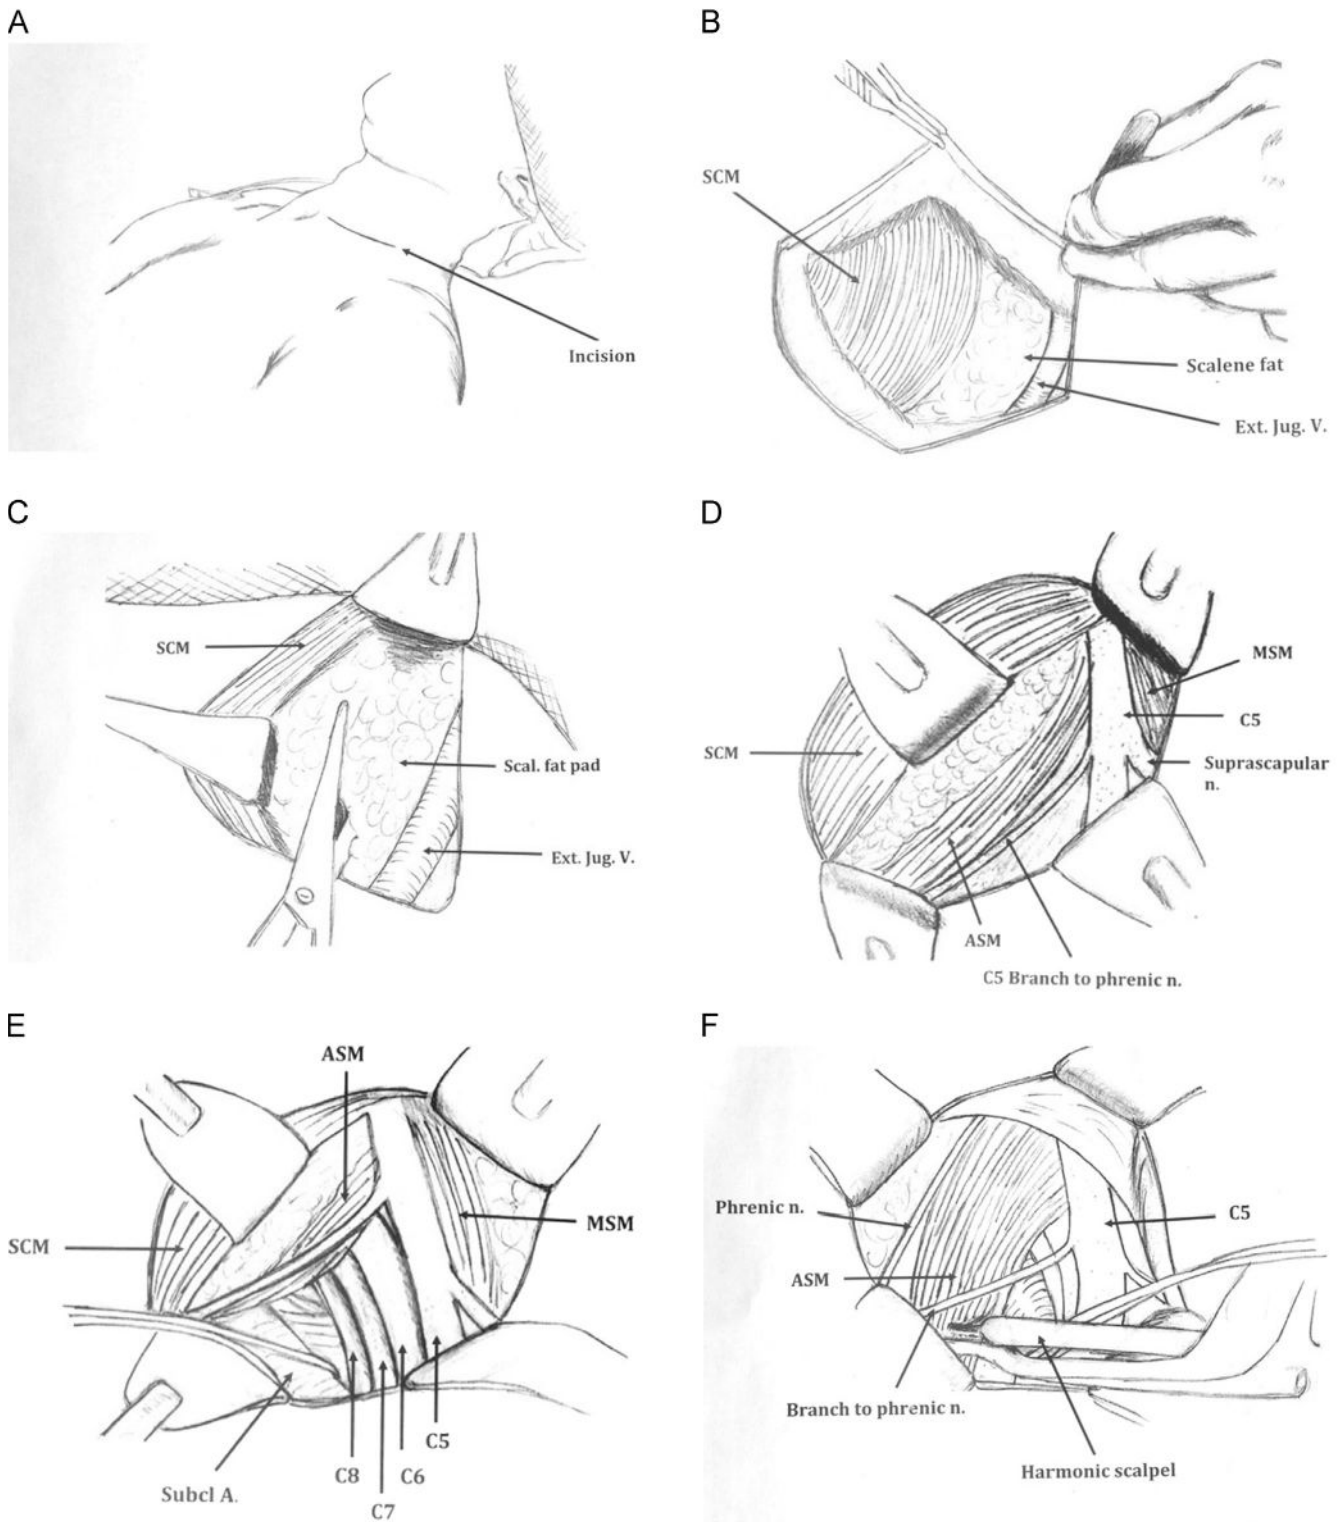 A
Incision
B
SCM
Scalene fat
Ext. Jug. V.
C
SCM
Scal. fat pad
Ext. Jug. V.
D
MSM
C5
SCM
Suprascapular
n.
ASM
C5 Branch to phrenic n.
E
ASM
MSM
SCM
C5
C8
C6
Subcl A.
C7
F
Phrenic n.
C5
ASM
Branch to phrenic n.
Harmonic scalpel